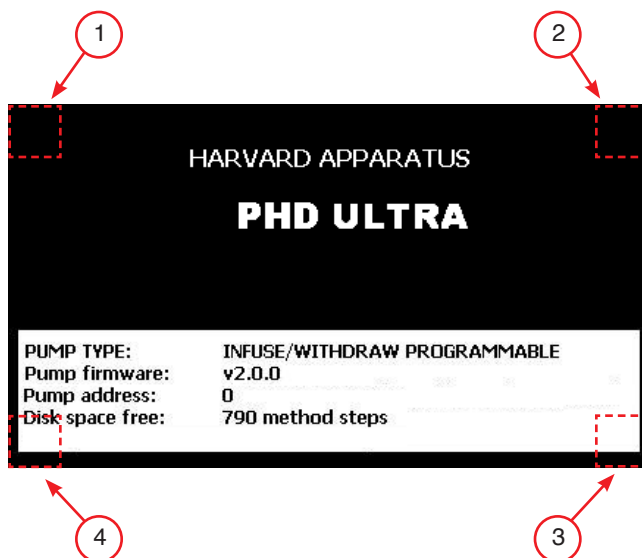 1
2
HARVARD APPARATUS
PHD ULTRA
PUMP TYPE: INFUSE/WITHDRAW PROGRAMMABLE
Pump firmware: v2.0.0
Pump address: 0
Disk space free: 790 method steps
4
3